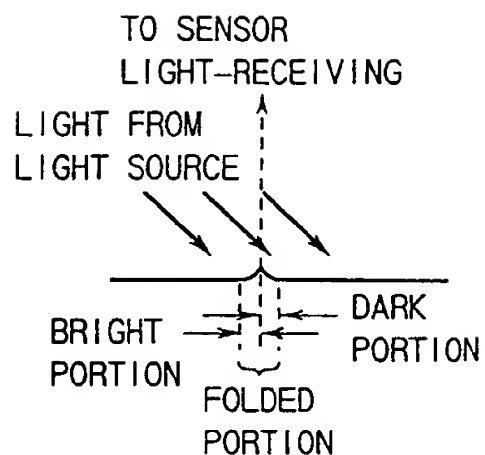 TO SENSOR
LIGHT-RECEIVING
LIGHT FROM
LIGHT SOURCE
BRIGHT
PORTION
DARK
PORTION
FOLDED
PORTION